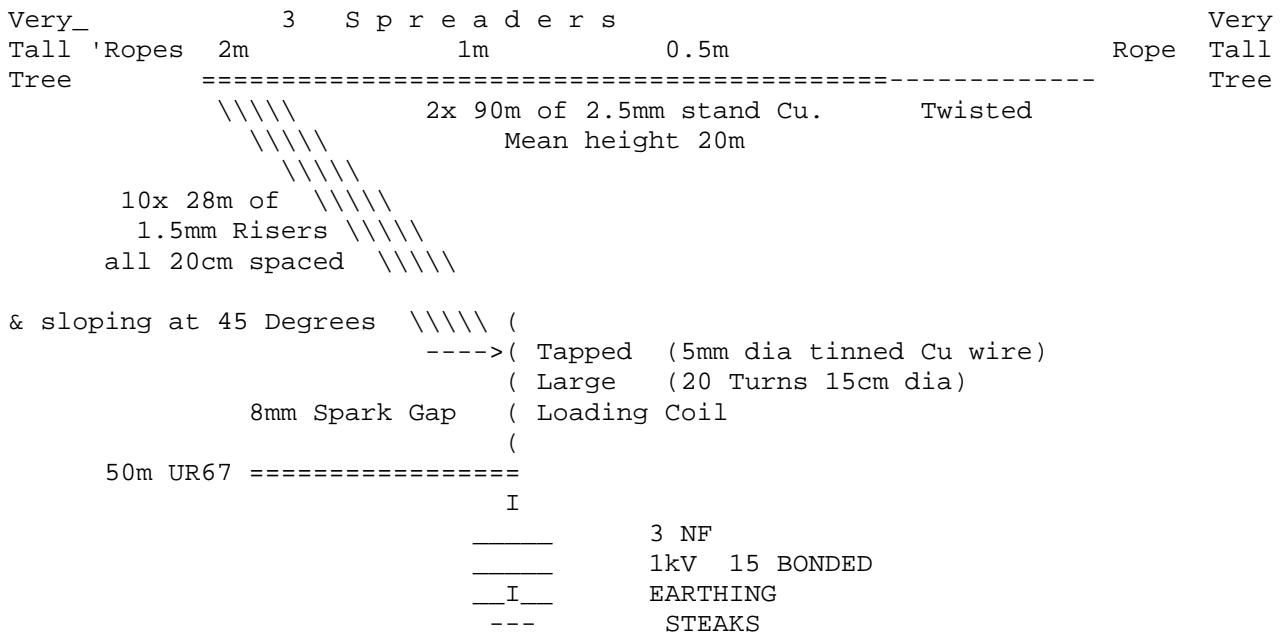 Very_ 3 S p r e a d e r s Very
Tall 'Ropes 2m 1m 0.5m Rope Tall
Tree ===========================================------------- Tree
\\\\\ 2x 90m of 2.5mm stand Cu. Twisted
\\\\\ Mean height 20m
\\\\\
10x 28m of \\\\\
1.5mm Risers \\\\\
all 20cm spaced \\\\\
& sloping at 45 Degrees \\\\\ (
---->( Tapped (5mm dia tinned Cu wire)
( Large (20 Turns 15cm dia)
8mm Spark Gap ( Loading Coil
(
50m UR67 =================
I
_____ 3 NF
_____ 1kV 15 BONDED
__I__ EARTHING
--- STEAKS